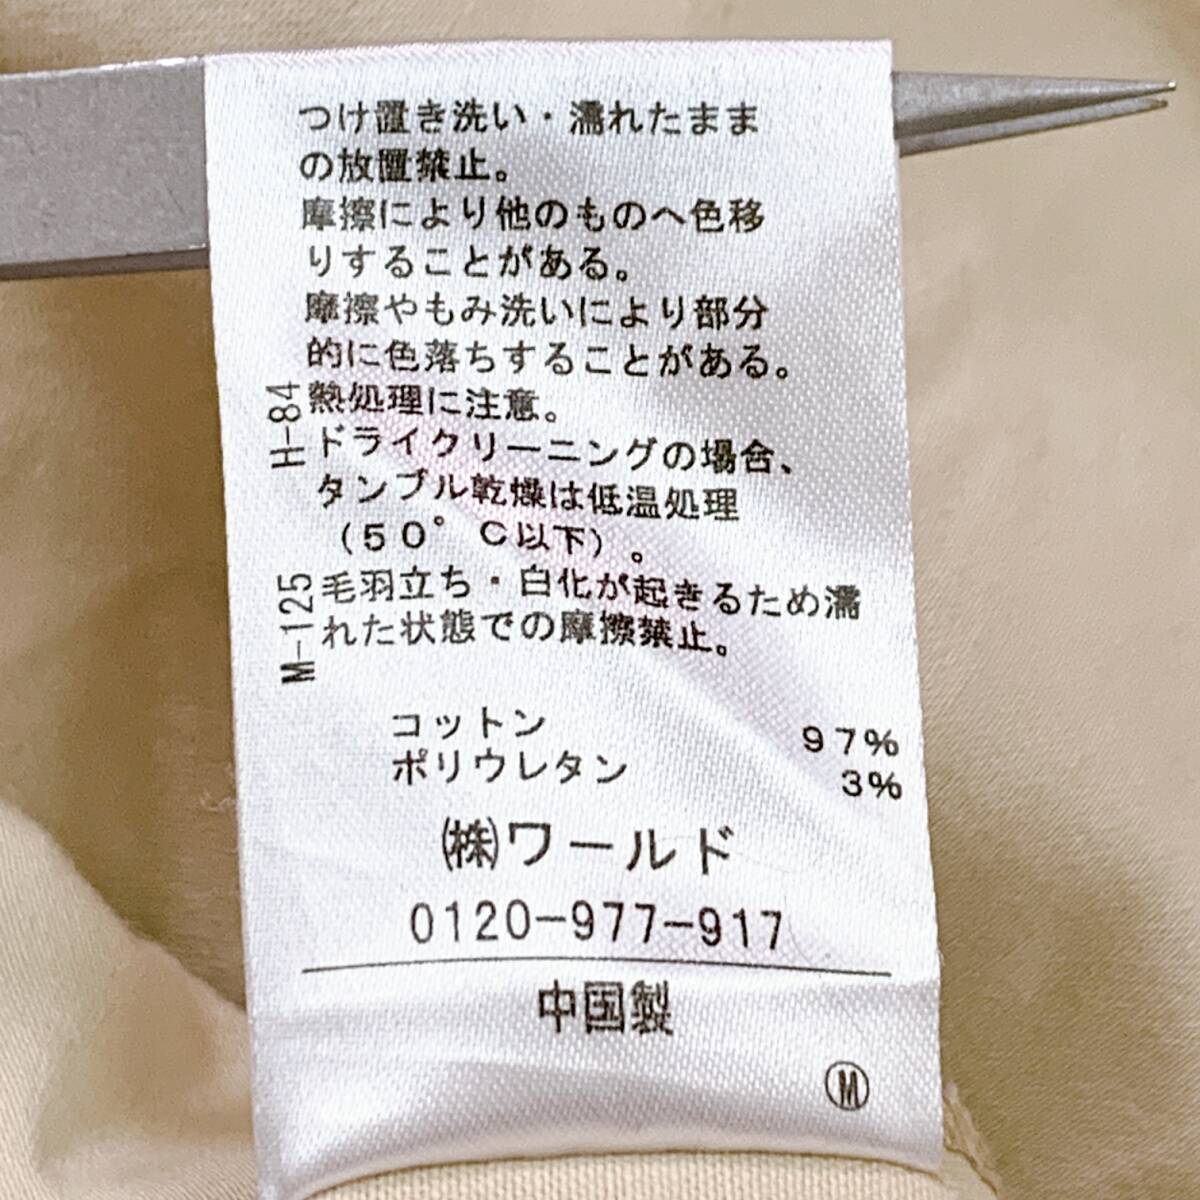 つけ置き洗い・濡れたまま
の放置禁止。
摩擦により他のものへ色移
りすることがある。
摩擦やもみ洗いにより部分
的に色落ちすることがある。
熱処理に注意。
ドライクリーニングの場合、
タンブル乾燥は低温処理
(50°C以下)。
毛羽立ち・白化が起きるため濡
れた状態での摩擦禁止。
H-84
M-125
コットン 97%
ポリウレタン 3%
㈱ワールド
0120-977-917
中国製
Ⓜ